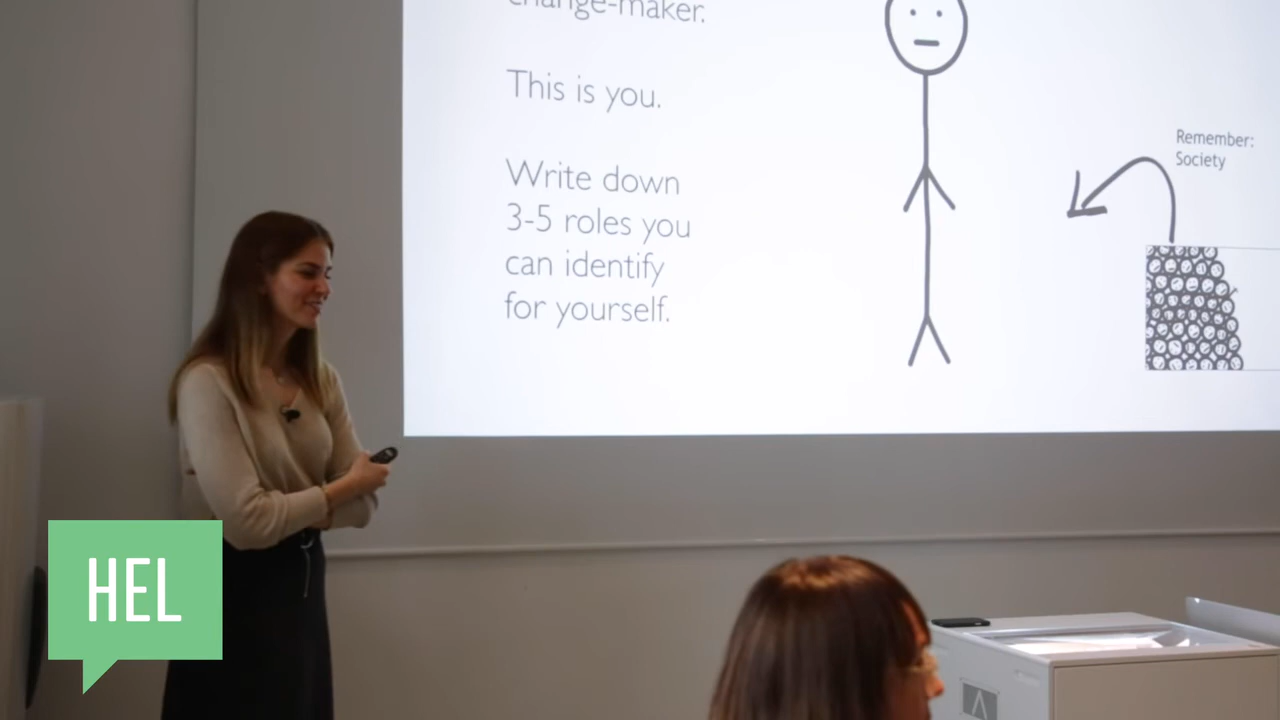 change-maker.
This is you.
Write down
3-5 roles you
can identify
for yourself.
Remember:
Society
HEL